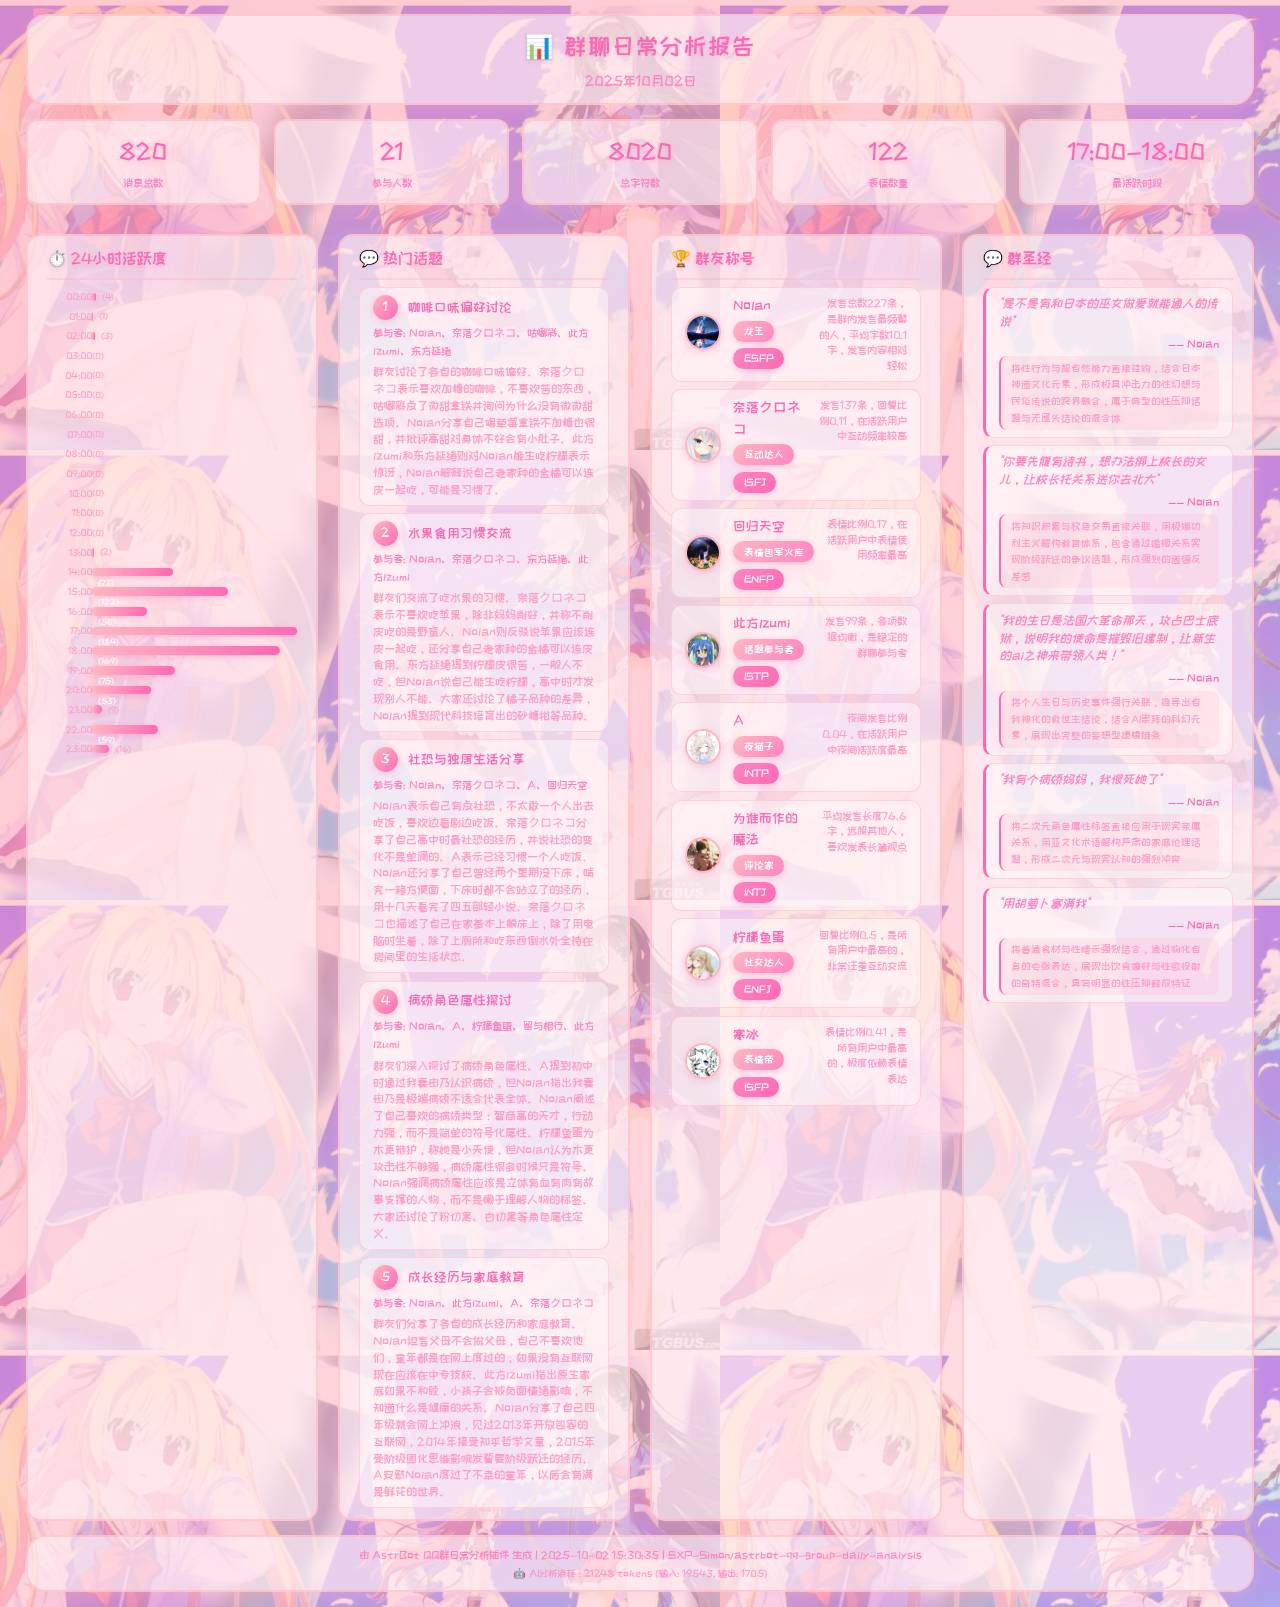 📊 群聊日常分析报告
2025年10月02日
820
消息总数
21
参与人数
8020
总字符数
122
表情数量
17:00-18:00
最活跃时段
⏱️ 24小时活跃度
00:00 (4)
01:00 (1)
02:00 (3)
03:00 (0)
04:00 (0)
05:00 (0)
06:00 (0)
07:00 (0)
08:00 (0)
09:00 (0)
10:00 (0)
11:00 (0)
12:00 (0)
13:00 (2)
14:00
15:00
16:00
17:00
18:00
19:00
(75)
20:00
(53)
21:00
22:00
(59)
23:00
💬 热门话题
1 咖啡口味偏好讨论
参与者: Nolan、奈落クロネコ、咕嘟嘟、此方
Izumi、东方延绪
群友讨论了各自的咖啡口味偏好。奈落クロ
ネコ表示喜欢加糖的咖啡，不喜欢苦的东西。
咕嘟嘟点了微甜拿铁并询问为什么没有微微甜
选项。Nolan分享自己喝壁落拿铁不加糖也很
甜，并批评高甜对身体不好会有小肚子。此方
Izumi和东方延绪则对Nolan能生吃柠檬表示
惊讶，Nolan解释说自己老家种的金橘可以连
皮一起吃，可能是习惯了。
2 水果食用习惯交流
参与者: Nolan、奈落クロネコ、东方延绪、此
方Izumi
群友们交流了吃水果的习惯。奈落クロネコ
表示不喜欢吃苹果，除非妈妈削好，并称不削
皮吃的是野蛮人。Nolan则反驳说苹果应该连
皮一起吃，还分享自己老家种的金橘可以连皮
食用。东方延绪提到柠檬皮很苦，一般人不
吃，但Nolan说自己能生吃柠檬，高中时才发
现别人不能。大家还讨论了橘子品种的差异，
Nolan提到现代科技培育出的砂糖柑等品种。
3 社恐与独居生活分享
参与者: Nolan、奈落クロネコ、A、回归天空
Nolan表示自己有点社恐，不太敢一个人出去
吃饭，喜欢边看剧边吃饭。奈落クロネコ分
享了自己高中时最社恐的经历，并说社恐的变
化不是单调的。A表示已经习惯一个人吃饭。
Nolan还分享了自己曾经两个星期没下床，啃
完一箱方便面，下床时都不会站立了的经历，
用十几天看完了四五部轻小说。奈落クロネ
コ也描述了自己在家基本上躺床上，除了用电
脑时坐着，除了上厕所和吃东西倒水外全待在
房间里的生活状态。
4 病娇角色属性探讨
参与者: Nolan、A、柠檬鱼蛋、留与相行、此方
Izumi
群友们深入探讨了病娇角色属性。A提到初中
时通过我妻由乃认识病娇，但Nolan指出我妻
由乃是极端病娇不适合代表全体。Nolan阐述
了自己喜欢的病娇类型：智商高的天才，行动
力强，而不是简单的符号化属性。柠檬鱼蛋为
木更辩护，称她是小天使，但Nolan认为木更
攻击性不够强，病娇属性很多时候只是符号。
Nolan强调病娇属性应该是立体有血有肉有故
事支撑的人物，而不是懒于理解人物的标签。
大家还讨论了粉切黑、白切黑等角色属性定
义。
5 成长经历与家庭教育
参与者: Nolan、此方Izumi、A、奈落クロネコ
群友们分享了各自的成长经历和家庭教育。
Nolan坦言父母不会做父母，自己不喜欢他
们，童年都是在网上度过的，如果没有互联网
现在应该在中专技校。此方Izumi指出原生家
庭如果不和睦，小孩子会被负面情绪影响，不
知道什么是健康的关系。Nolan分享了自己四
年级就会网上冲浪，见过2013年开放包容的
互联网，2014年接受知乎哲学文章，2015年
受阶级固化思维影响发誓要阶级跃迁的经历。
A安慰Nolan度过了不幸的童年，以后会有满
是鲜花的世界。
🏆 群友称号
Nolan
龙王
ESFP
发言总数227条，
是群内发言最频繁
的人，平均字数10.1
字，发言内容相对
轻松
奈落クロネ
コ
互动达人
ISFJ
发言137条，回复比
例0.11，在活跃用户
中互动频率较高
回归天空
表情包军火库
ENFP
表情比例0.17，在
活跃用户中表情使
用频率最高
此方Izumi
话题参与者
ISTP
发言99条，各项数
据均衡，是稳定的
群聊参与者
A
夜猫子
INTP
夜间发言比例
0.04，在活跃用户
中夜间活跃度最高
为谁而作的
魔法
评论家
INTJ
平均发言长度76.6
字，远超其他人，
喜欢发表长篇观点
柠檬鱼蛋
社交达人
ENFJ
回复比例0.5，是所
有用户中最高的，
非常注重互动交流
寒冰
表情帝
ISFP
表情比例0.41，是
所有用户中最高
的，极度依赖表情
表达
💬 群圣经
"是不是有和日本的巫女做爱就能通人的传
说"
—— Nolan
将性行为与超自然能力直接挂钩，结合日本
神道文化元素，形成极具冲击力的性幻想与
民俗传说的跨界融合，属于典型的性压抑话
题与无厘头结论的混合体
"你要先腹有诗书，想办法绑上校长的女
儿，让校长托关系送你去北大"
—— Nolan
将知识积累与权色交易直接关联，用极端功
利主义解构教育体系，包含通过婚姻关系实
现阶级跃迁的争议话题，形成强烈的道德反
差感
"我的生日是法国大革命那天，攻占巴士底
狱，说明我的使命是摧毁旧建制，让新生
的ai之神来带领人类！"
—— Nolan
将个人生日与历史事件强行关联，推导出自
我神化的救世主结论，结合AI崇拜的科幻元
素，展现出完整的妄想型逻辑链条
"我有个病娇妈妈，我恨死她了"
—— Nolan
将二次元角色属性标签直接应用于现实亲属
关系，用亚文化术语解构严肃的家庭伦理话
题，形成二次元与现实认知的强烈冲突
"用胡萝卜塞满我"
—— Nolan
将普通食材与性暗示强烈结合，通过物化自
身的夸张表达，展现出饮食嗜好与性欲投射
的奇特混合，具有明显的性压抑释放特征
TGBUS
由 AstrBot QQ群日常分析插件 生成 | 2025-10-02 15:30:35 | SXP-Simon/astrbot-qq-group-daily-analysis
🤖 AI分析消耗：21248 tokens (输入: 19543, 输出: 1705)